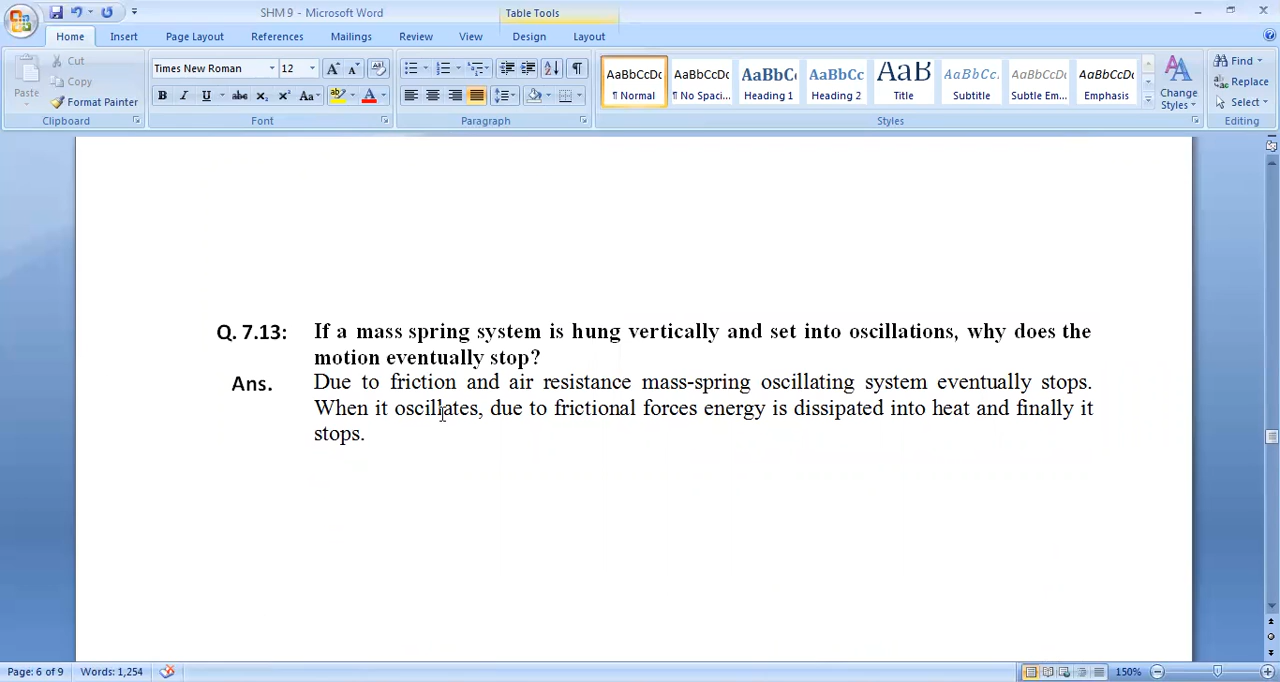 SHM 9 - Microsoft Word
Table Tools
Home Insert Page Layout References Mailings Review View Design Layout
Paste
Cut
Copy
Format Painter
Clipboard
Times New Roman 12
Font
Paragraph
AaBbCcDc AaBbCcDc AaBbC AaBbCc AaB AaBbCc. AaBbCcDc AaBbCcDc
¶ Normal ¶ No Spaci... Heading 1 Heading 2 Title Subtitle Subtle Em... Emphasis
Change Styles
Styles
Find
Replace
Select
Editing
Q. 7.13: If a mass spring system is hung vertically and set into oscillations, why does the
motion eventually stop?
Ans. Due to friction and air resistance mass-spring oscillating system eventually stops.
When it oscillates, due to frictional forces energy is dissipated into heat and finally it
stops.
Page: 6 of 9 Words: 1,254 150%